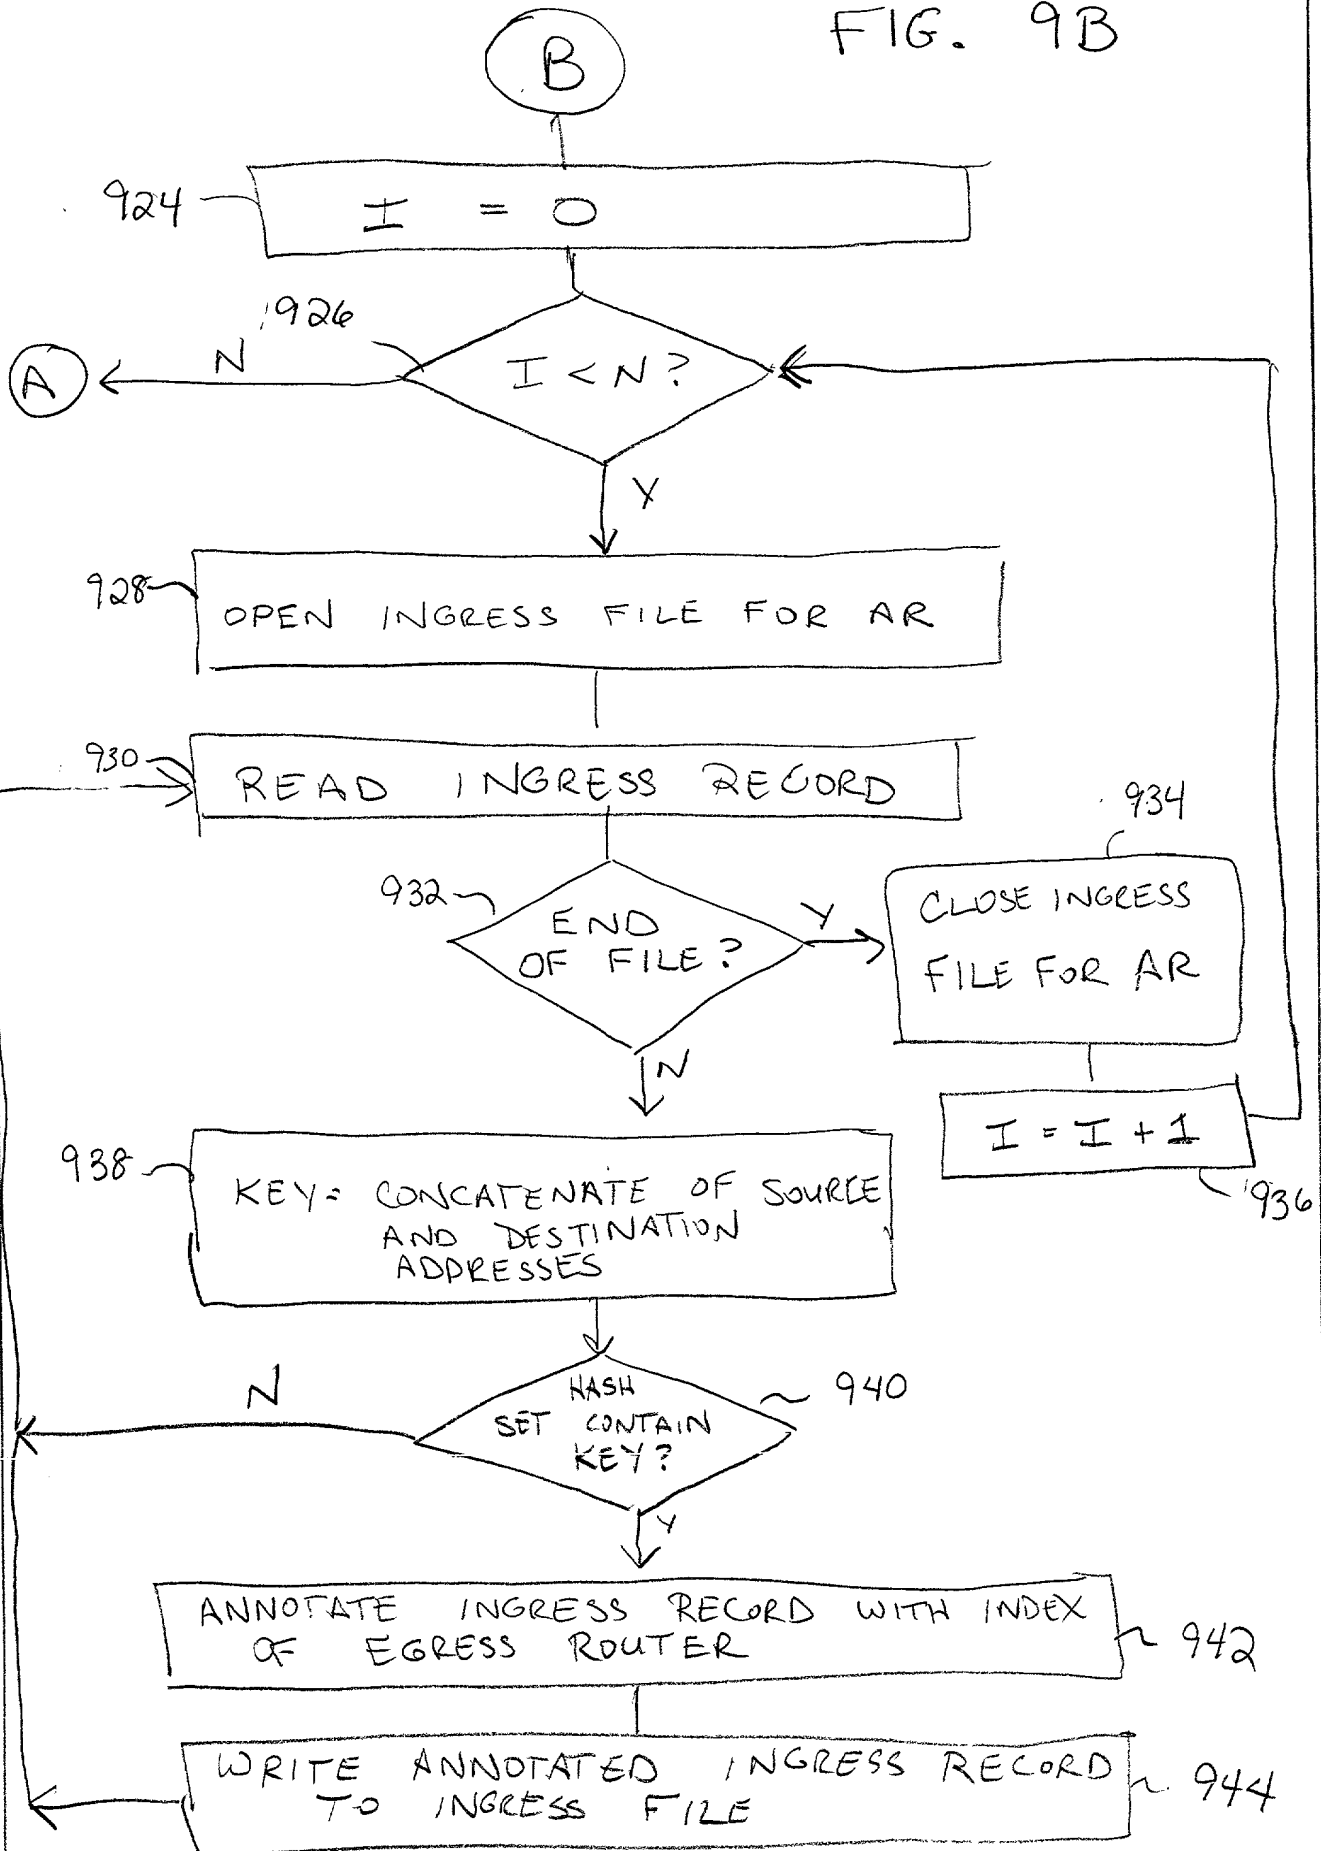 FIG. 9B
B
924
I = 0
926
I < N?
N
A
Y
928
OPEN INGRESS FILE FOR AR
930
READ INGRESS RECORD
934
932
END
OF FILE?
Y
CLOSE INGRESS
FILE FOR AR
N
I = I + 1
936
938
KEY= CONCATENATE OF SOURCE
AND DESTINATION
ADDRESSES
N
HASH
SET CONTAIN
KEY?
940
Y
ANNOTATE INGRESS RECORD WITH INDEX
OF EGRESS ROUTER
942
WRITE ANNOTATED INGRESS RECORD
TO INGRESS FILE
944